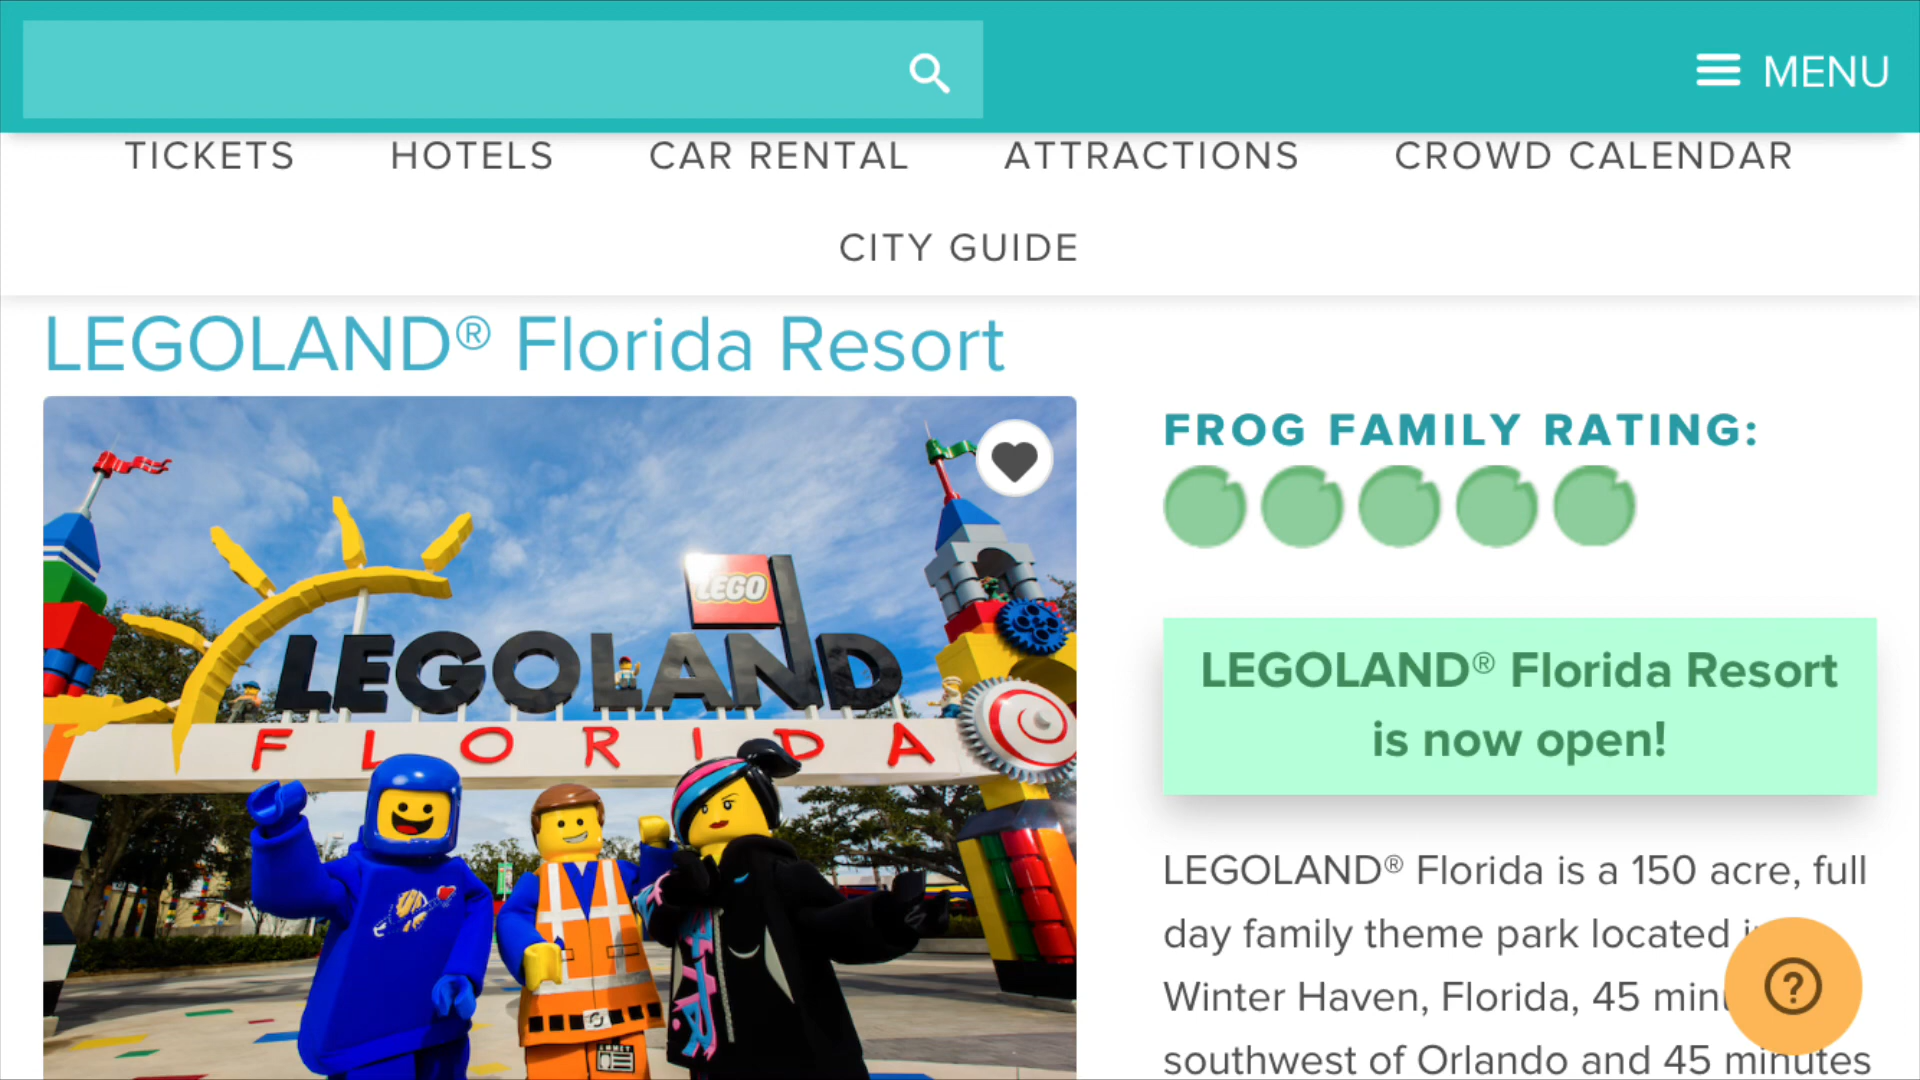 MENU
TICKETS HOTELS CAR RENTAL ATTRACTIONS CROWD CALENDAR
CITY GUIDE
LEGOLAND® Florida Resort
LEGO
LEGOLAND
FLORIDA
EMMET
FROG FAMILY RATING:
LEGOLAND® Florida Resort
is now open!
LEGOLAND® Florida is a 150 acre, full
day family theme park located
Winter Haven, Florida, 45
southwest of Orlando and 45 minutes
?